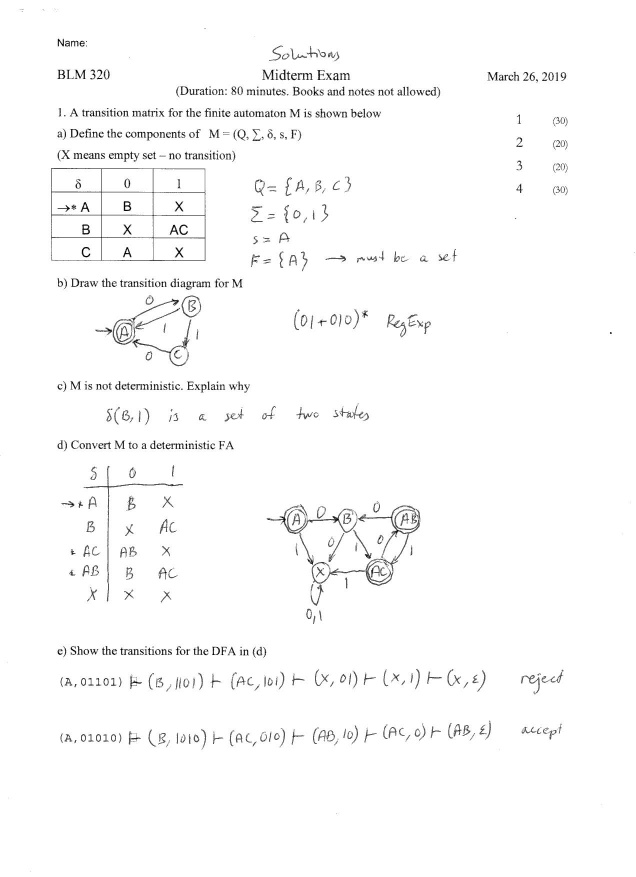 Name:
Solutions
BLM 320 Midterm Exam March 26, 2019
(Duration: 80 minutes. Books and notes not allowed)
1. A transition matrix for the finite automaton M is shown below
1 (30)
a) Define the components of M = (Q, Σ, δ, s, F)
2 (20)
(X means empty set – no transition)
3 (20)
4 (30)
δ 0 1
→* A B X
B X AC
C A X
Q = {A, B, C}
Σ = {0, 1}
s = A
F = {A} → must be a set
b) Draw the transition diagram for M
0 B
A 1 1
0 C
(01+010)* RegExp
c) M is not deterministic. Explain why
δ(B,1) is a set of two states
d) Convert M to a deterministic FA
δ 0 1
→* A B X
B X AC
* AC AB X
* AB B AC
X X X
A 0 B 0 AB
1 0 1 0 1
X 1 AC
0,1
e) Show the transitions for the DFA in (d)
(A,01101) ⊢ (B,1101) ⊢ (AC,101) ⊢ (X,01) ⊢ (X,1) ⊢ (X,ε) reject
(A,01010) ⊢ (B,1010) ⊢ (AC,010) ⊢ (AB,10) ⊢ (AC,0) ⊢ (AB,ε) accept